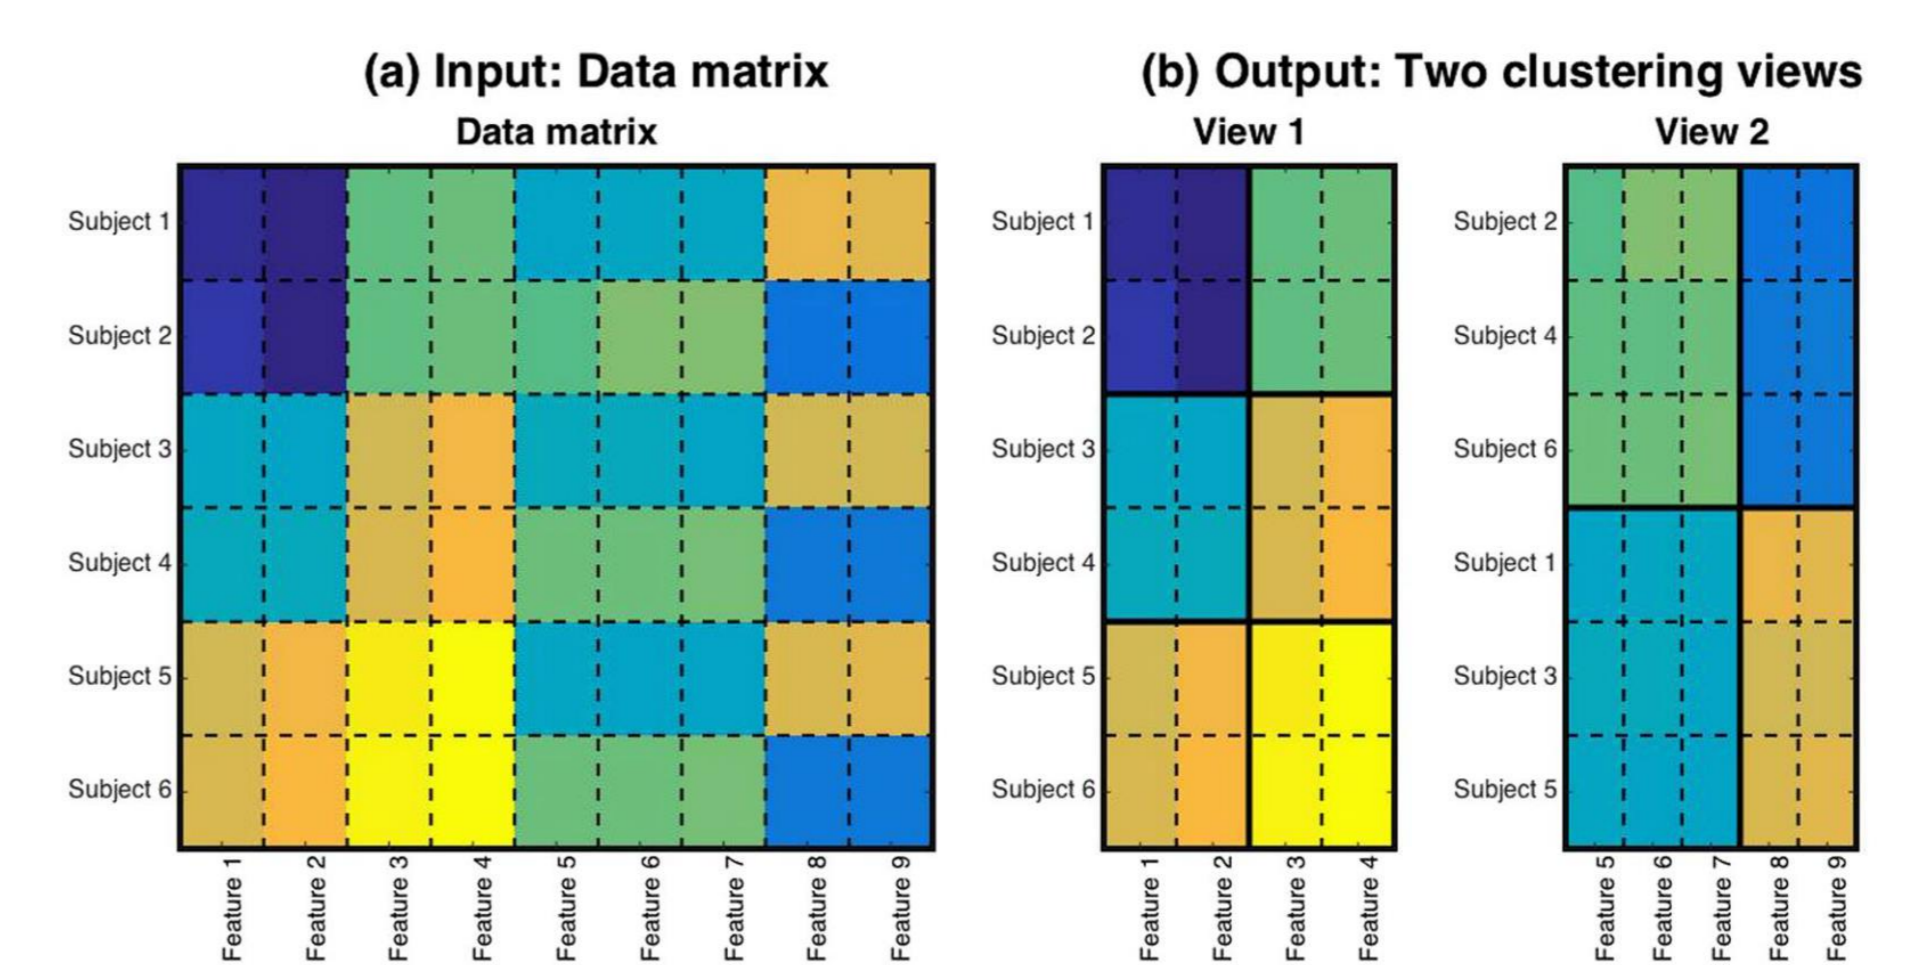 (a) Input: Data matrix
Data matrix
Subject 1
Subject 2
Subject 3
Subject 4
Subject 5
Subject 6
Feature 1
Feature 2
Feature 3
Feature 4
Feature 5
Feature 6
Feature 7
Feature 8
Feature 9
(b) Output: Two clustering views
View 1
Subject 1
Subject 2
Subject 3
Subject 4
Subject 5
Subject 6
Feature 1
Feature 2
Feature 3
Feature 4
View 2
Subject 2
Subject 4
Subject 6
Subject 1
Subject 3
Subject 5
Feature 5
Feature 6
Feature 7
Feature 8
Feature 9